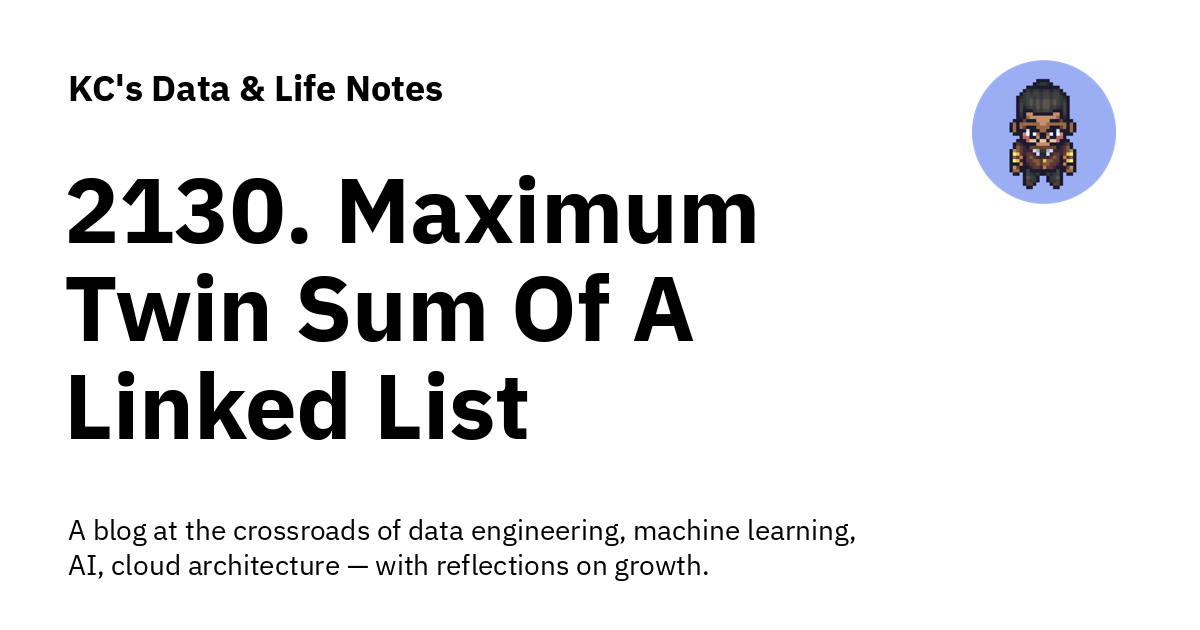 KC's Data & Life Notes
2130. Maximum
Twin Sum Of A
Linked List
A blog at the crossroads of data engineering, machine learning,
AI, cloud architecture — with reflections on growth.